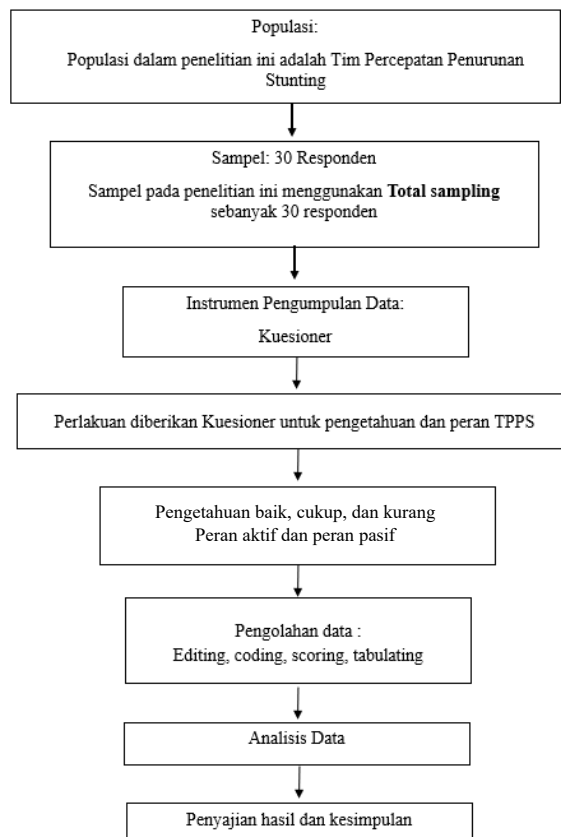 Populasi:
Populasi dalam penelitian ini adalah Tim Percepatan Penurunan
Stunting
Sampel: 30 Responden
Sampel pada penelitian ini menggunakan Total sampling
sebanyak 30 responden
Instrumen Pengumpulan Data:
Kuesioner
Perlakuan diberikan Kuesioner untuk pengetahuan dan peran TPPS
Pengetahuan baik, cukup, dan kurang
Peran aktif dan peran pasif
Pengolahan data :
Editing, coding, scoring, tabulating
Analisis Data
Penyajian hasil dan kesimpulan